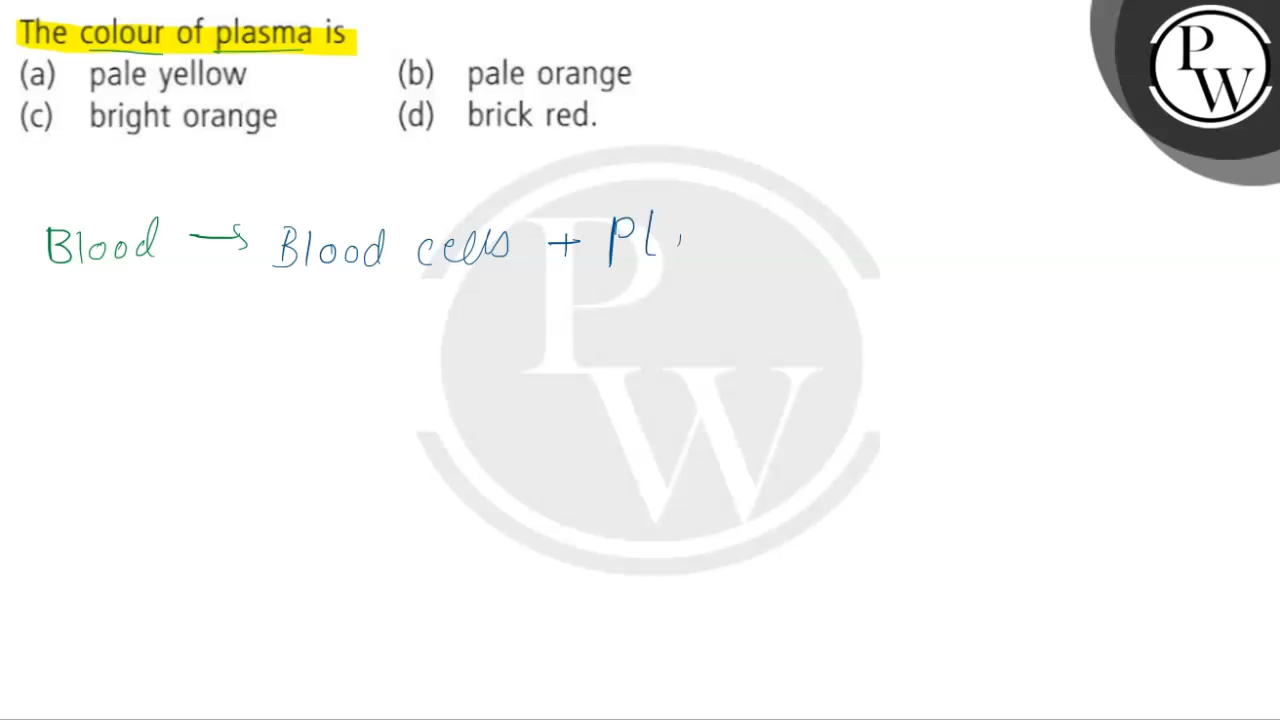 The colour of plasma is
(a) pale yellow (b) pale orange
(c) bright orange (d) brick red.
P
W
Blood → Blood cells + Pl
P
W